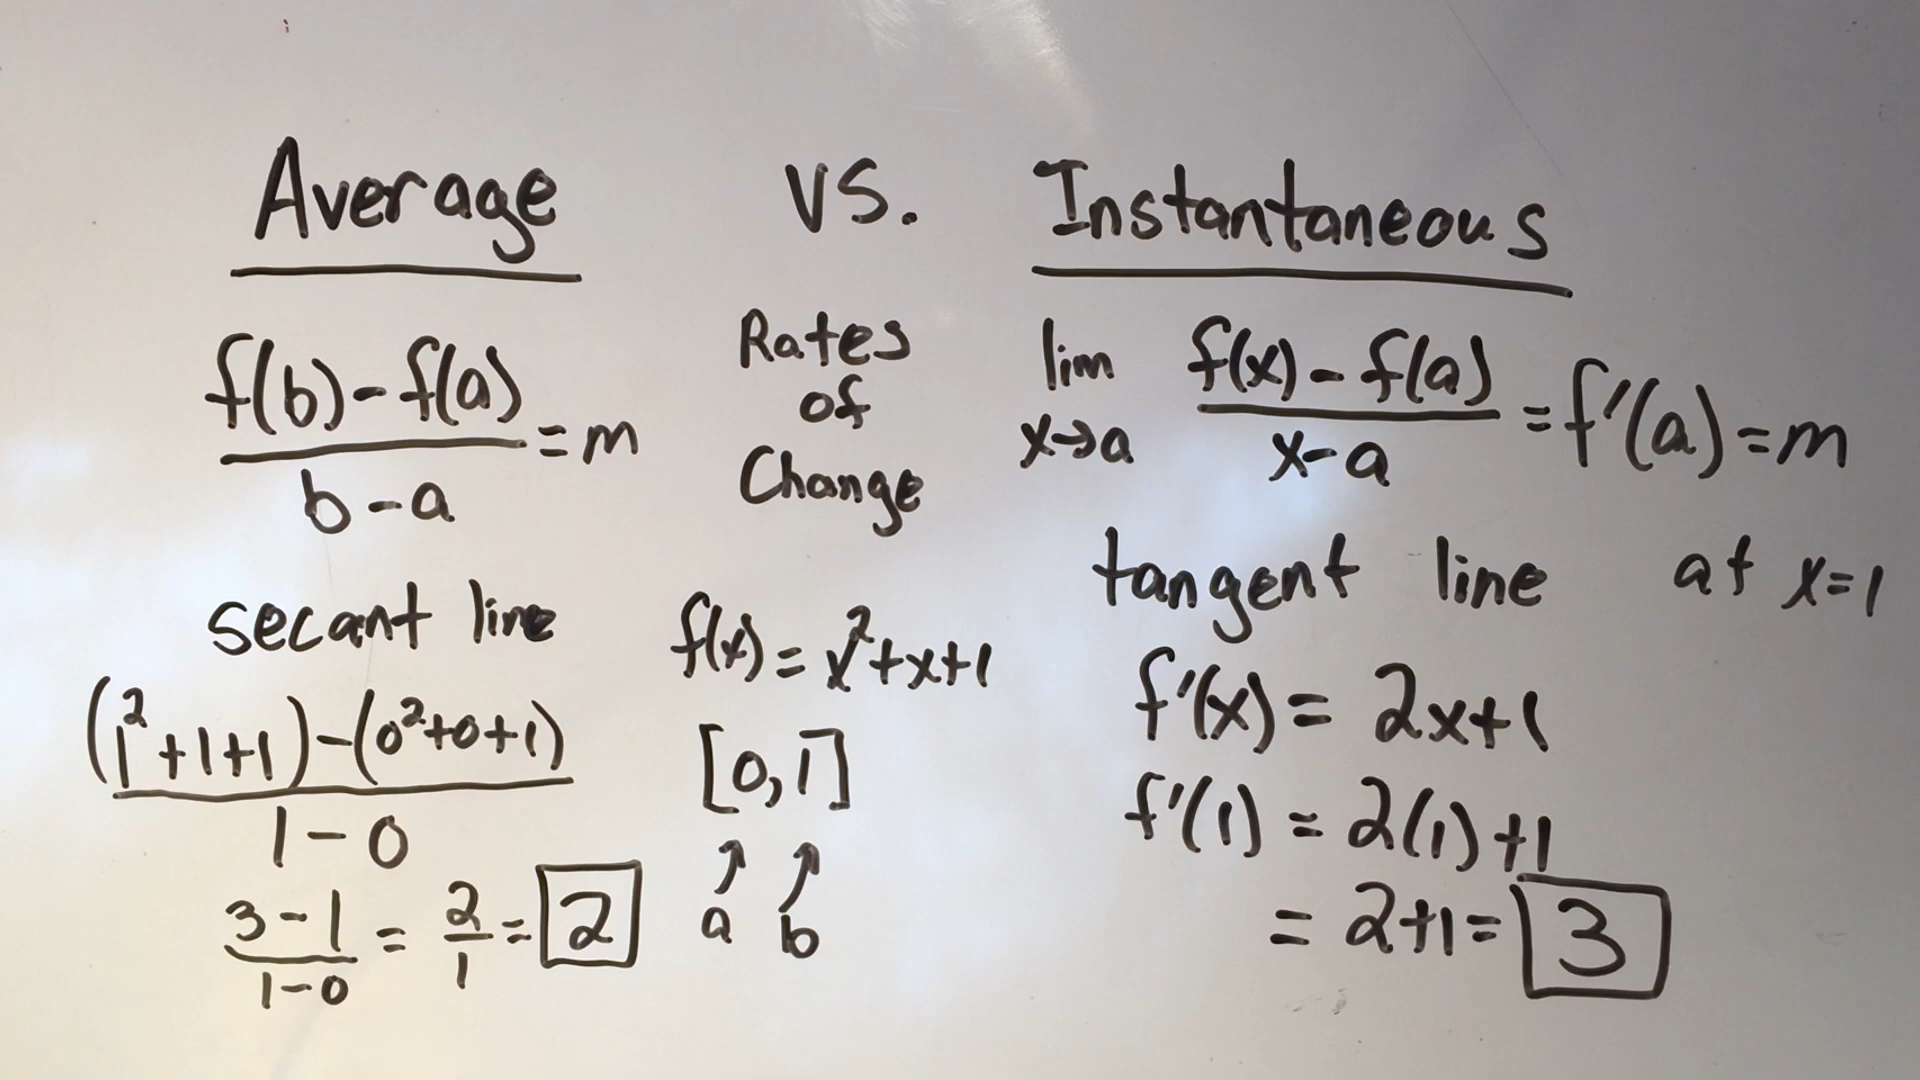 Average vs. Instantaneous
f(b) - f(a)
b - a
= m
Rates
of
Change
lim x→a
f(x) - f(a)
x - a
= f'(a) = m
secant line
tangent line at x=1
f(x) = x²+x+1
(1²+1+1)-(0²+0+1)
1-0
[0,1]
a b
3-1
1-0
= 2/1 = 2
f'(x) = 2x+1
f'(1) = 2(1)+1
= 2+1 = 3